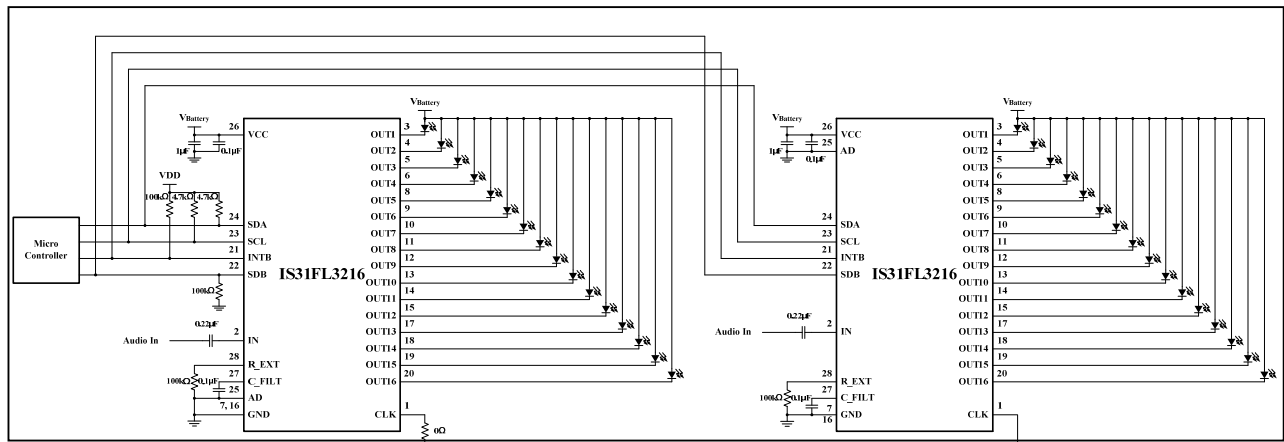 VBattery
VBattery
VBattery
VBattery
26
VCC
1μF
0.1μF
VDD
100kΩ
4.7kΩ
4.7kΩ
24
SDA
23
SCL
21
INTB
22
SDB
100kΩ
Micro
Controller
IS31FL3216
0.22μF
Audio In
2
IN
28
R_EXT
27
C_FILT
25
AD
7, 16
GND
100kΩ
0.1μF
OUT1
3
OUT2
4
OUT3
5
OUT4
6
OUT5
8
OUT6
9
OUT7
10
OUT8
11
OUT9
12
OUT10
13
OUT11
14
OUT12
15
OUT13
17
OUT14
18
OUT15
19
OUT16
20
CLK
1
0Ω
26
VCC
25
AD
1μF
0.1μF
24
SDA
23
SCL
21
INTB
22
SDB
IS31FL3216
0.22μF
Audio In
2
IN
28
R_EXT
27
C_FILT
7
GND
16
100kΩ
0.1μF
OUT1
3
OUT2
4
OUT3
5
OUT4
6
OUT5
8
OUT6
9
OUT7
10
OUT8
11
OUT9
12
OUT10
13
OUT11
14
OUT12
15
OUT13
17
OUT14
18
OUT15
19
OUT16
20
CLK
1